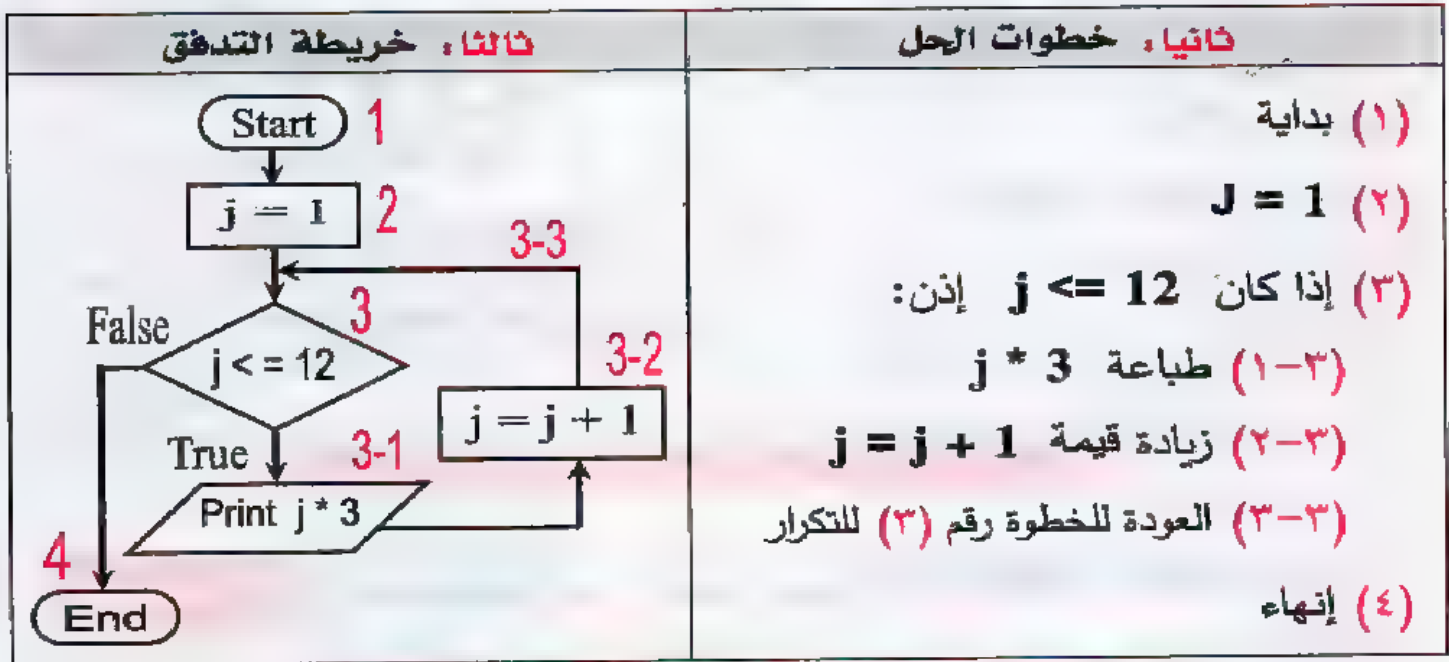 ثانيا، خطوات الحل
(١) بداية
(٢) J = 1
(٣) إذا كان j <= 12 إذن:
(٣-١) طباعة j * 3
(٣-٢) زيادة قيمة j = j + 1
(٣-٣) العودة للخطوة رقم (٣) للتكرار
(٤) إنهاء
ثالثا، خريطة التدفق
Start 1
j = 1 2
3-3
False
3
j < = 12
3-2
j = j + 1
True
3-1
Print j * 3
4
End